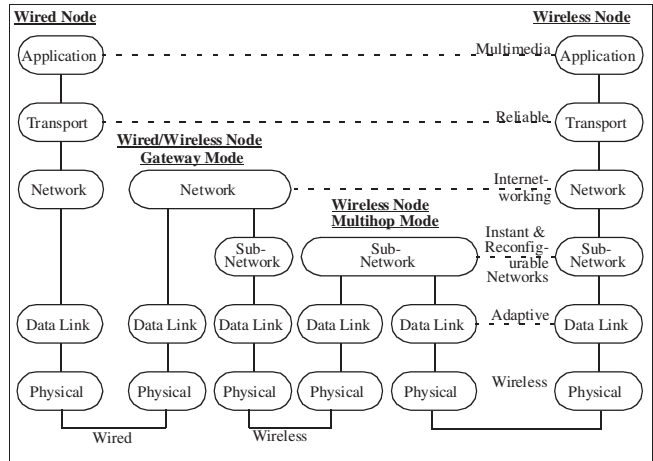 Wired Node
Wireless Node
Application
Multimedia
Application
Transport
Reliable
Transport
Wired/Wireless Node
Gateway Mode
Network
Network
Internet-
working
Network
Wireless Node
Multihop Mode
Sub-
Network
Sub-
Network
Instant &
Reconfig-
urable
Networks
Sub-
Network
Data Link
Data Link
Data Link
Data Link
Data Link
Adaptive
Data Link
Physical
Physical
Physical
Physical
Physical
Wireless
Physical
Wired
Wireless